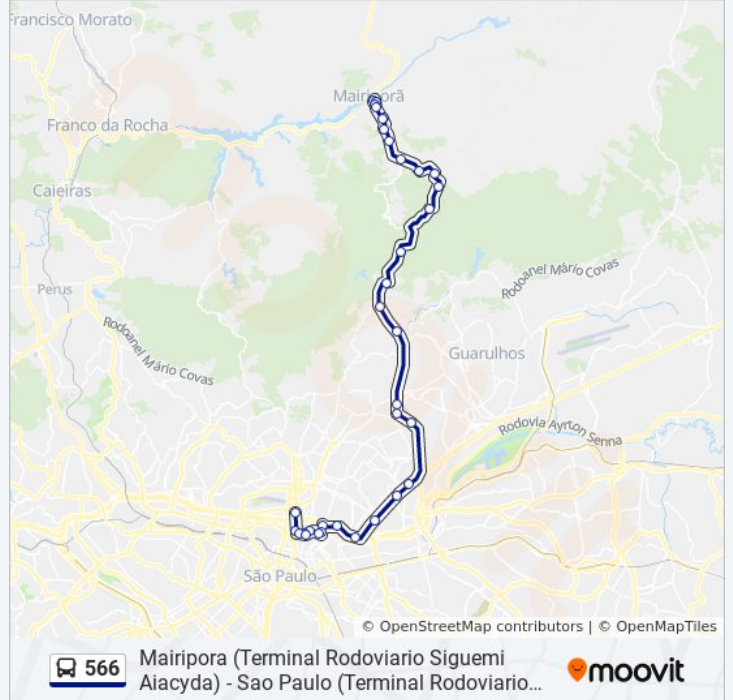 Francisco Morato
Mairiporã
Franco da Rocha
Caieiras
Rodoanel Mário Covas
Perus
Rodoanel Mário Covas
Guarulhos
Rodovia Ayrton Senna
São Paulo
© OpenStreetMap contributors | © OpenMapTiles
566
Mairipora (Terminal Rodoviario Siguemi
Aiacyda) - Sao Paulo (Terminal Rodoviario...
moovit